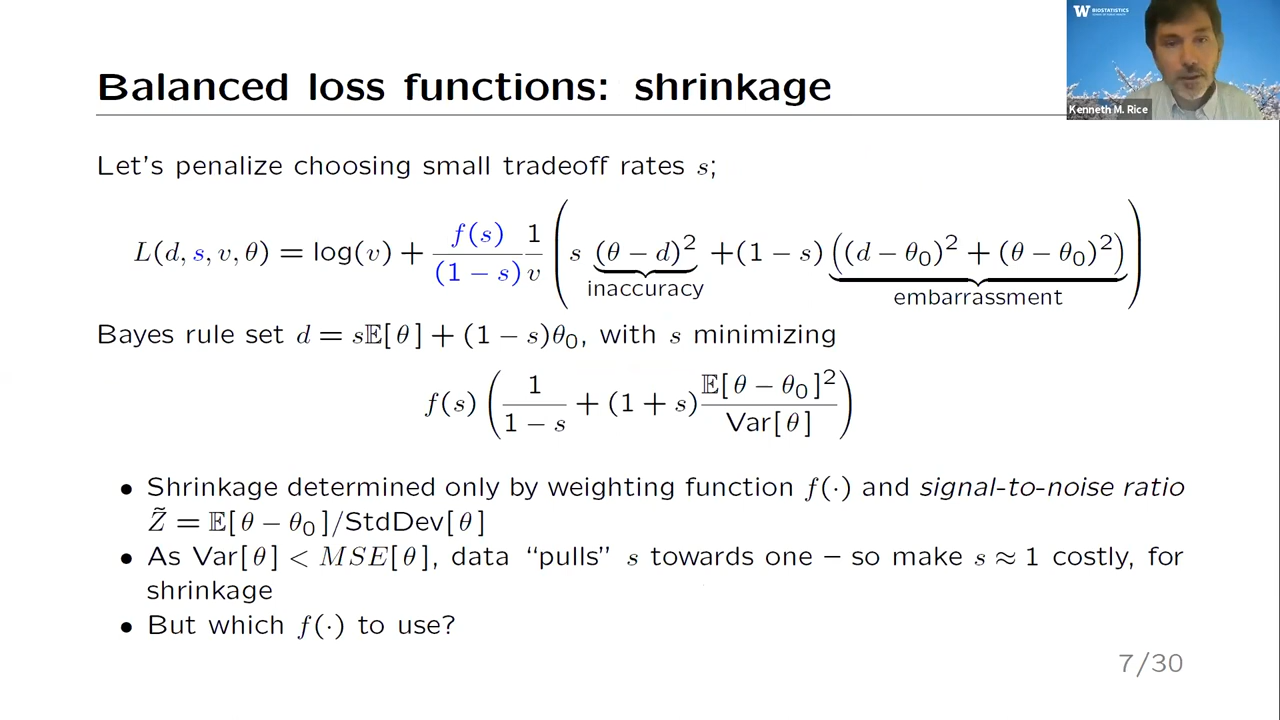 W BIOSTATISTICS
Kenneth M. Rice
Balanced loss functions: shrinkage
Let's penalize choosing small tradeoff rates s;
L(d, s, v, θ) = log(v) + f(s)/(1 − s) 1/v ( s (θ − d)² + (1 − s) ((d − θ₀)² + (θ − θ₀)²) )
inaccuracy
embarrassment
Bayes rule set d = s𝔼[θ] + (1 − s)θ₀, with s minimizing
f(s) ( 1/(1 − s) + (1 + s) 𝔼[θ − θ₀]²/Var[θ] )
• Shrinkage determined only by weighting function f(·) and signal-to-noise ratio
Z̃ = 𝔼[θ − θ₀]/StdDev[θ]
• As Var[θ] < MSE[θ], data “pulls” s towards one – so make s ≈ 1 costly, for
shrinkage
• But which f(·) to use?
7/30